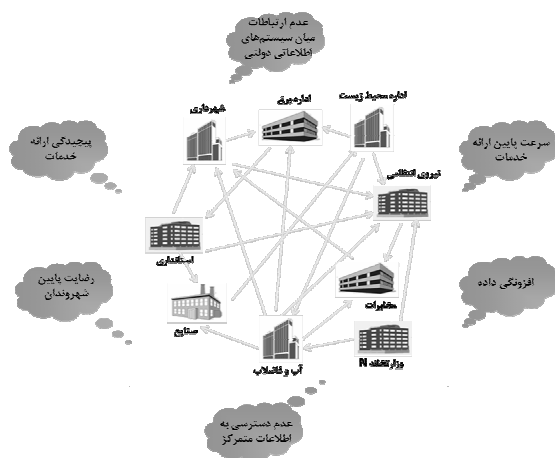 عدم ارتباطات
میان سیستم‌های
اطلاعاتی دولتی
اداره محیط زیست
اداره برق
شهرداری
پیچیدگی ارائه
خدمات
سرعت پایین ارائه
خدمات
نیروی انتظامی
استانداری
رضایت پایین
شهروندان
افزونگی داده
مخابرات
صنایع
آب و فاضلاب
وزارتخانه N
عدم دسترسی به
اطلاعات متمرکز